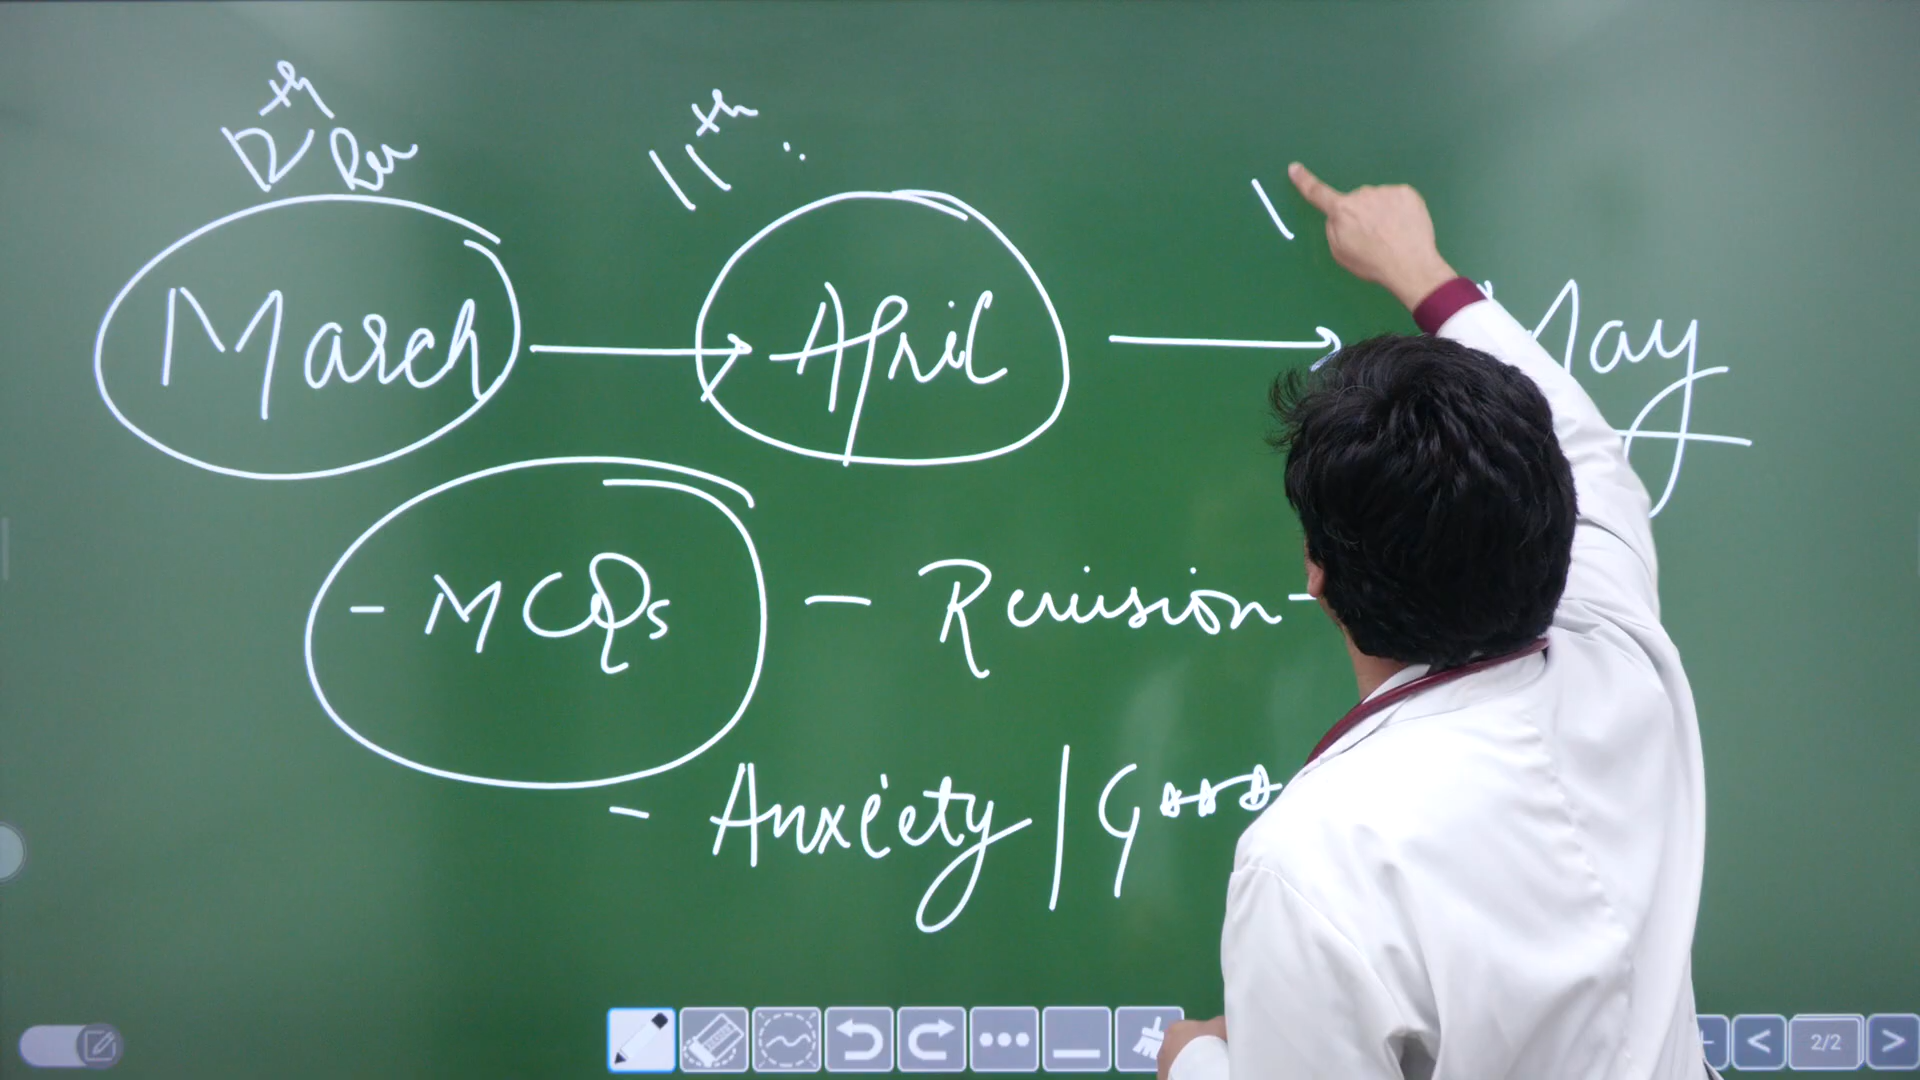 12th Rev
11th
March → April → May
- MCQs - Revision -
- Anxiety /
2/2